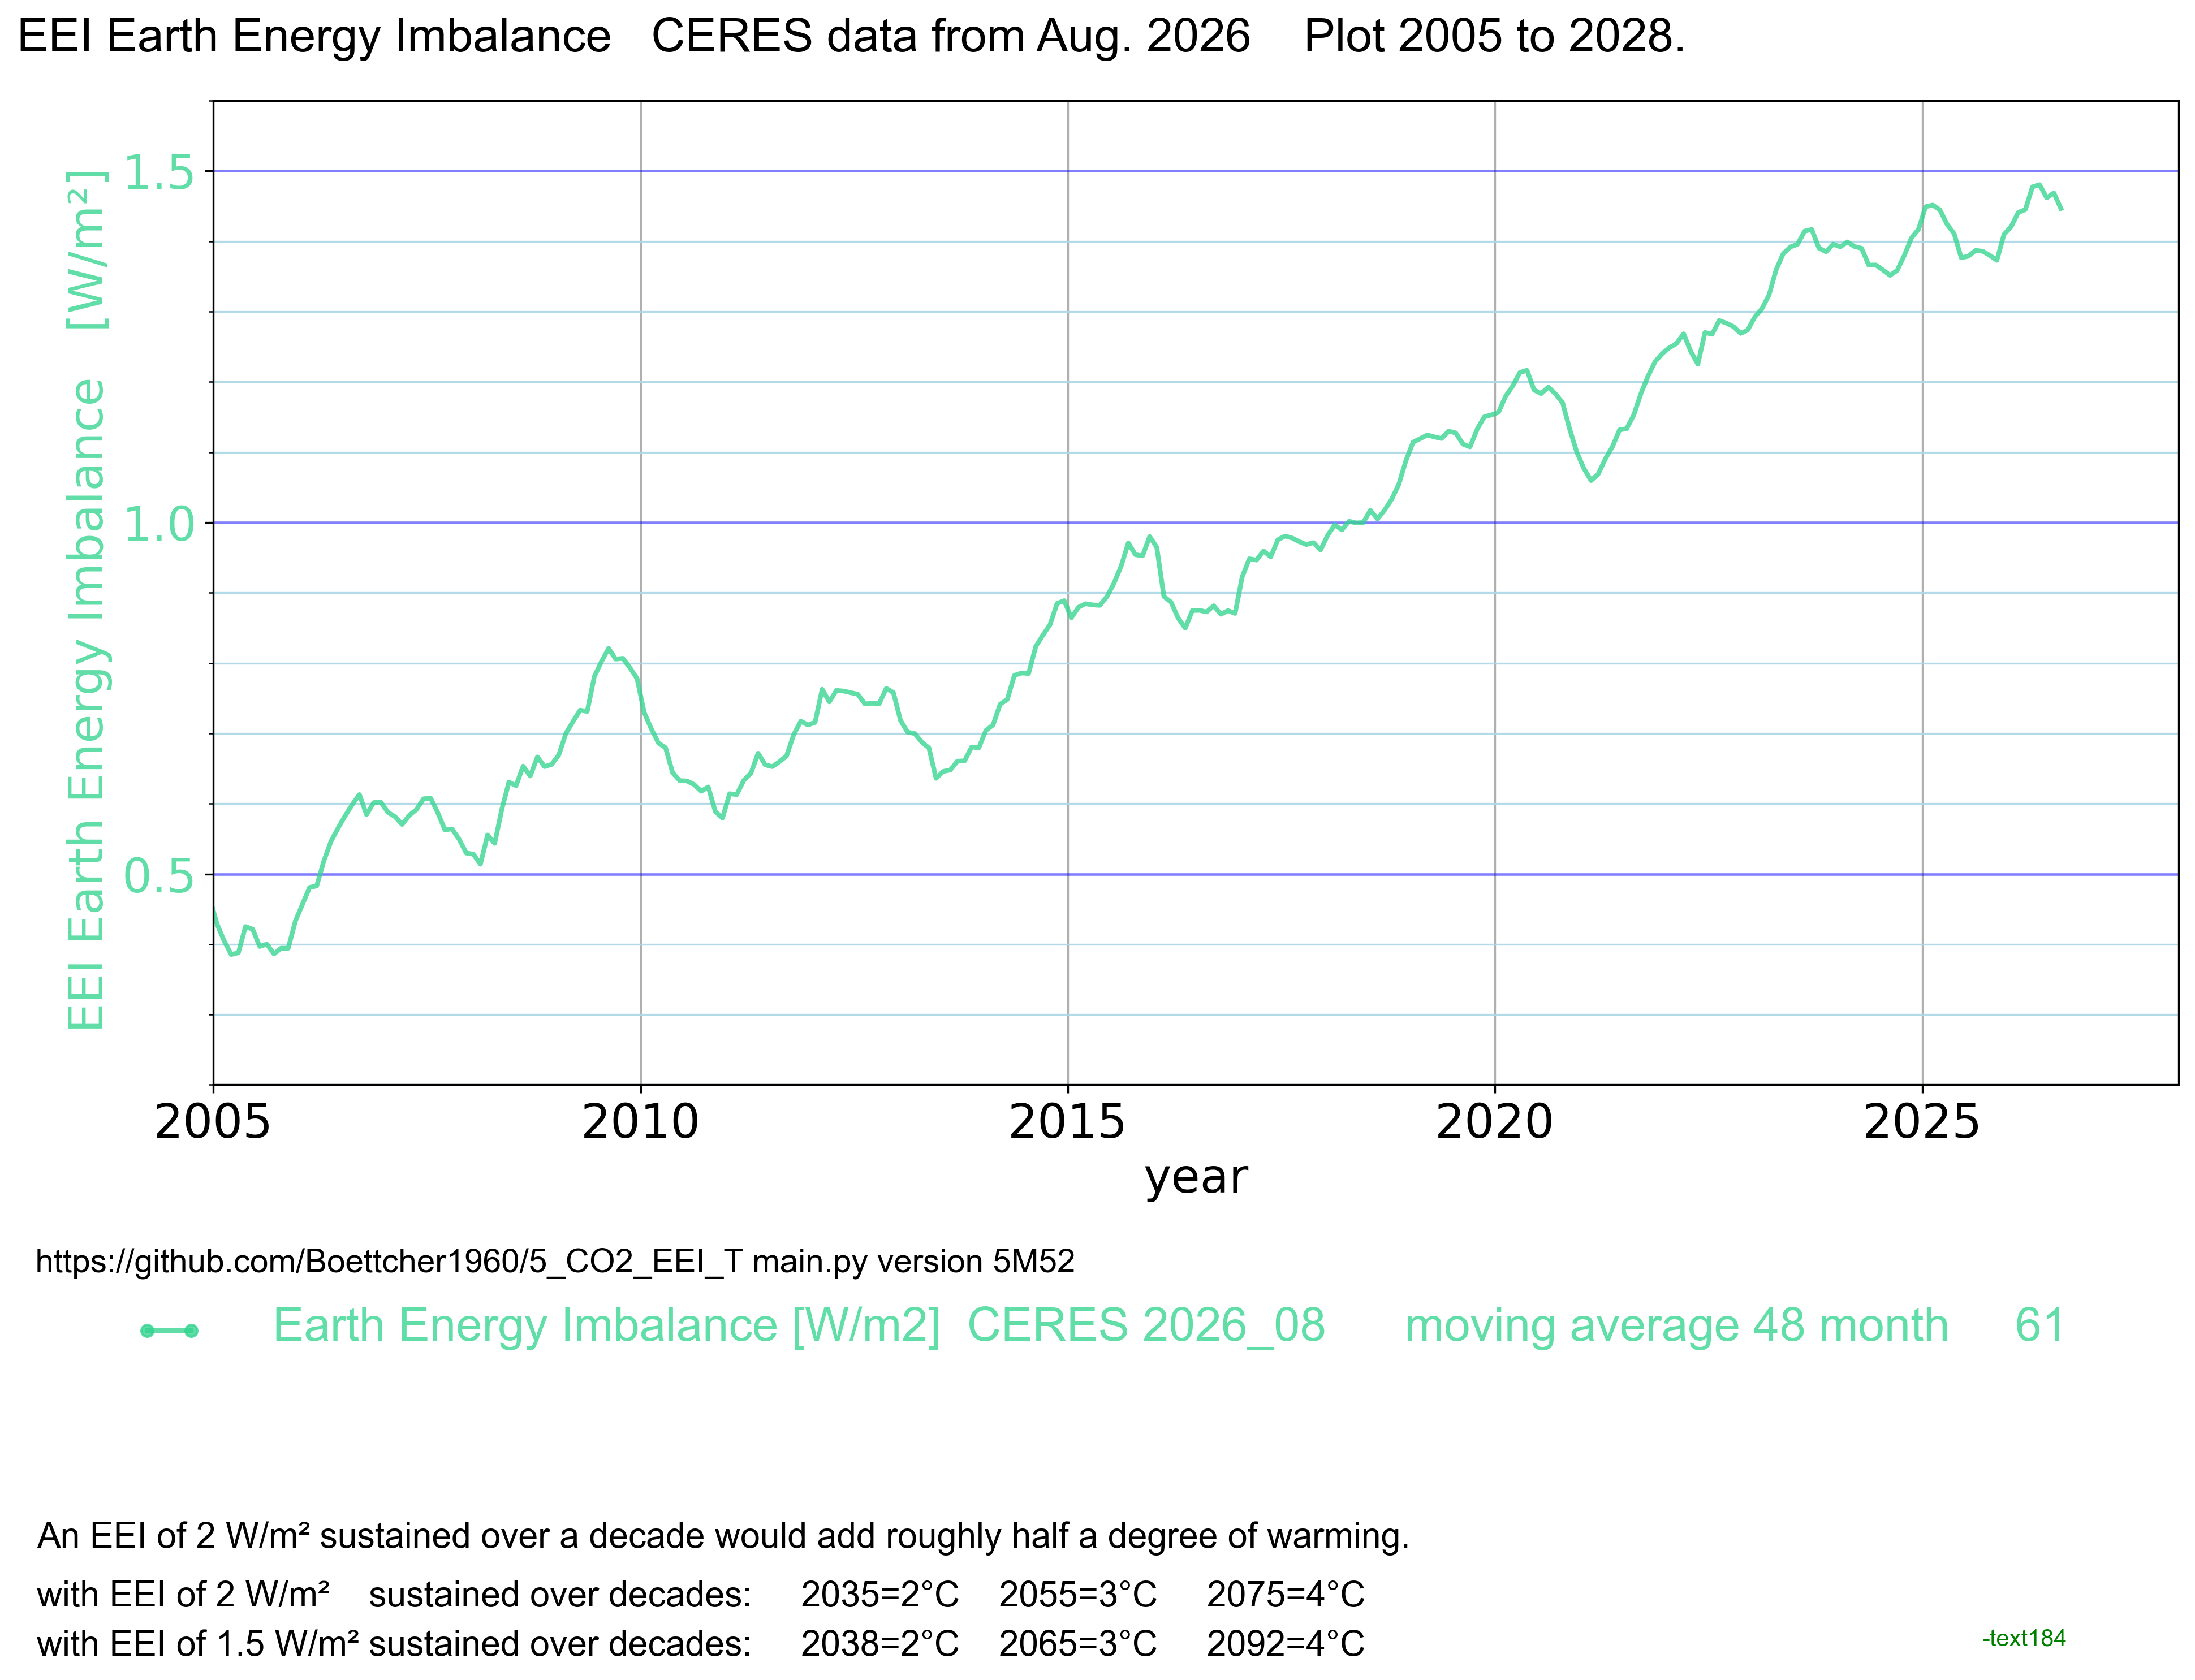 EEI Earth Energy Imbalance   CERES data from Aug. 2026    Plot 2005 to 2028.
EEI Earth Energy Imbalance   [W/m²]
1.5
1.0
0.5
2005 2010 2015 2020 2025
year
https://github.com/Boettcher1960/5_CO2_EEI_T main.py version 5M52
Earth Energy Imbalance [W/m2]  CERES 2026_08      moving average 48 month     61
An EEI of 2 W/m² sustained over a decade would add roughly half a degree of warming.
with EEI of 2 W/m²    sustained over decades:     2035=2°C    2055=3°C     2075=4°C
with EEI of 1.5 W/m² sustained over decades:     2038=2°C    2065=3°C     2092=4°C
-text184